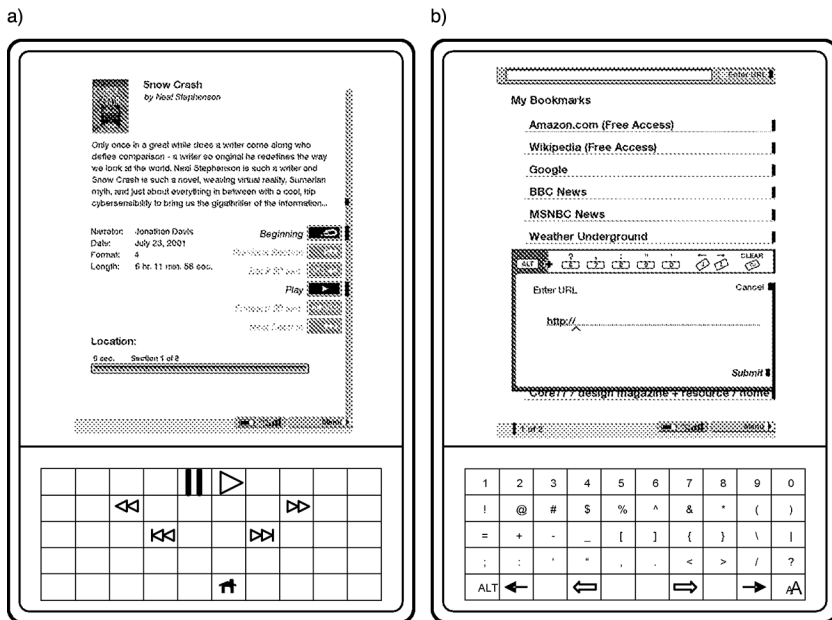 a)
Snow Crash
by Neal Stephenson
Only once in a great while does a writer come along who
defies comparison - a writer so original he redefines the way
we look at the world. Neal Stephenson is such a writer and
Snow Crash is such a novel, weaving virtual reality, Sumerian
myth, and just about everything in between with a cool, hip
cybersensibility to bring us the gigathriller of the information...
Narrator: Jonathan Davis
Date: July 23, 2001
Format: 4
Length: 6 hr. 11 min. 58 sec.
Beginning
Play
Location:
0 sec. Section 1 of 2
Menu
b)
Enter URL
My Bookmarks
Amazon.com (Free Access)
Wikipedia (Free Access)
Google
BBC News
MSNBC News
Weather Underground
ALT + CLEAR
Enter URL Cancel
http://
Submit
Core77 / design magazine + resource / home
1 of 2 Menu
1 2 3 4 5 6 7 8 9 0
! @ # $ % ^ & * ( )
= + - _ [ ] { } \ |
; : ' " , . < > / ?
ALT AA